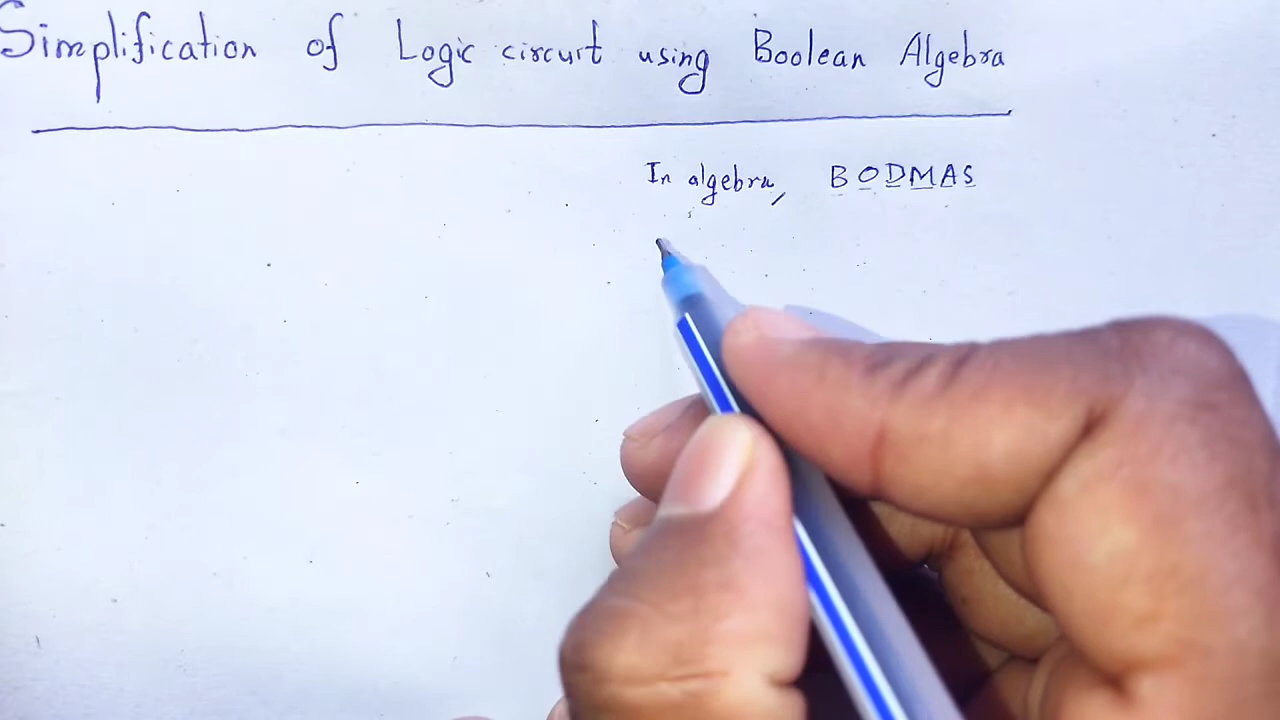 Simplification of Logic circuit using Boolean Algebra
In algebra, BODMAS